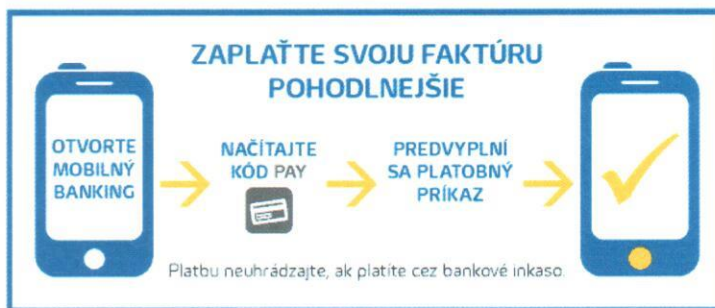 ZAPLAŤTE SVOJU FAKTÚRU
POHODLNEJŠIE
OTVORTE
MOBILNÝ
BANKING
NAČÍTAJTE
KÓD PAY
PREDVYPLNÍ
SA PLATOBNÝ
PRÍKAZ
Platbu neuhrádzajte, ak platíte cez bankové inkaso.